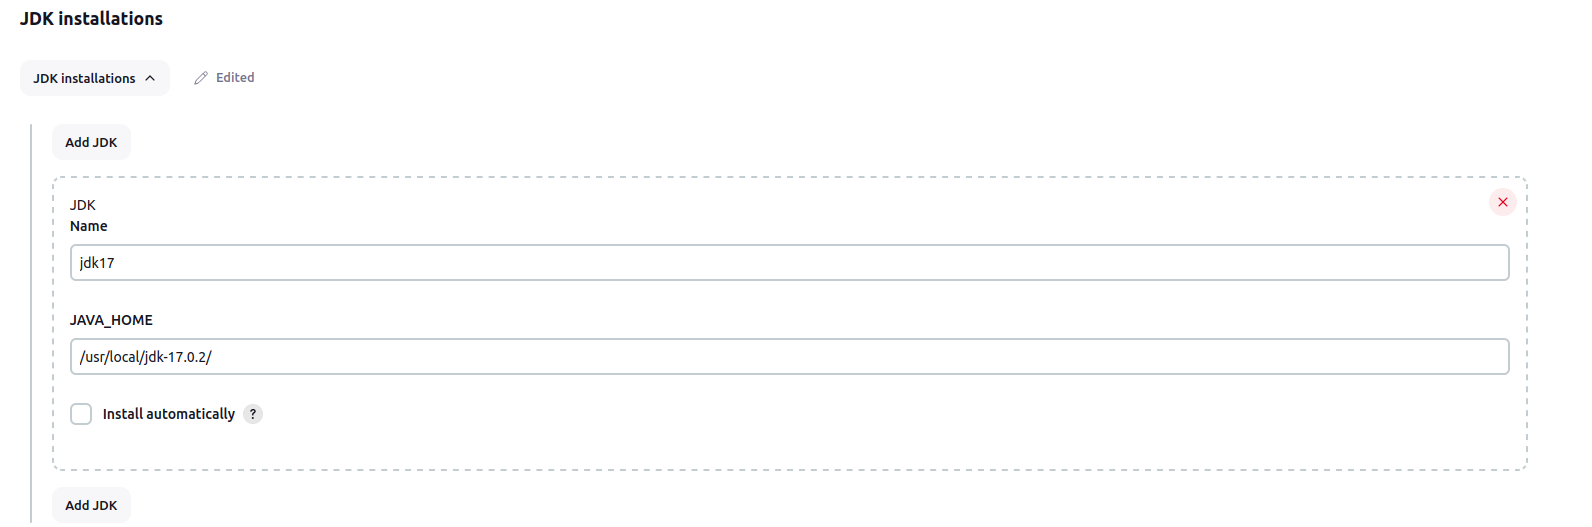 JDK installations
JDK installations
Edited
Add JDK
JDK
Name
jdk17
JAVA_HOME
/usr/local/jdk-17.0.2/
Install automatically ?
Add JDK